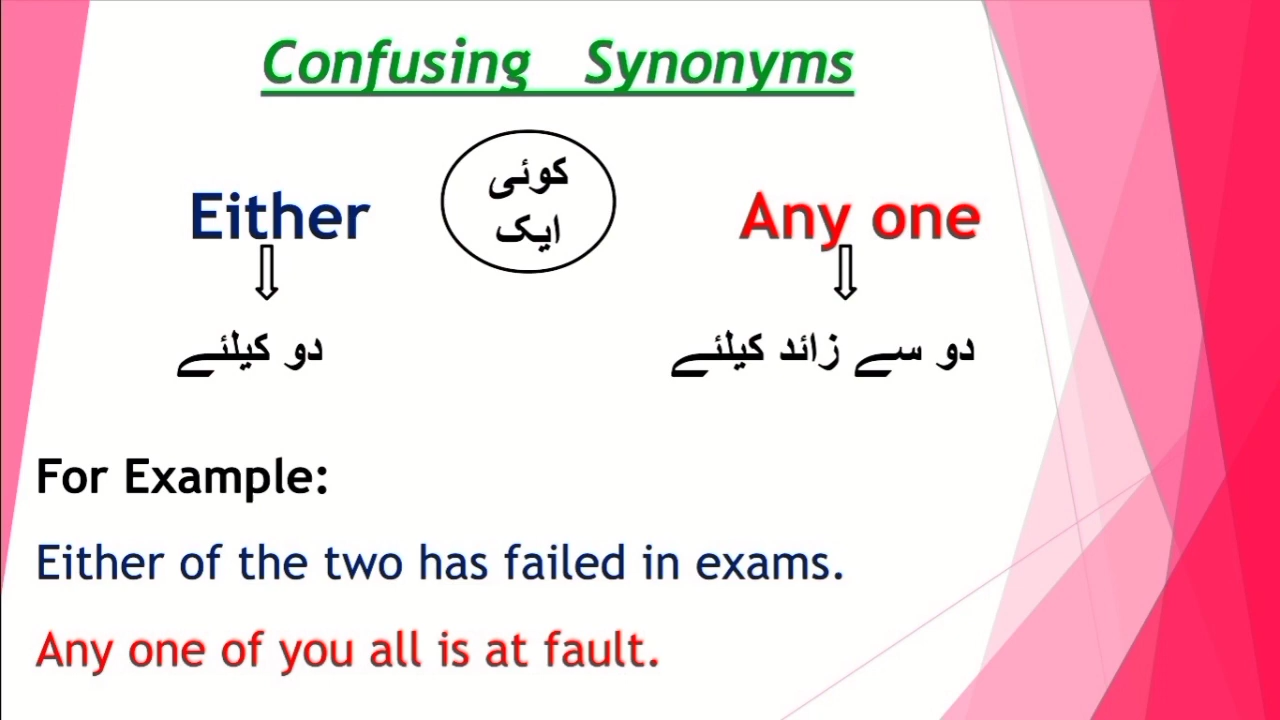 Confusing Synonyms
Either
کوئی
ایک
Any one
دو کیلئے
دو سے زائد کیلئے
For Example:
Either of the two has failed in exams.
Any one of you all is at fault.